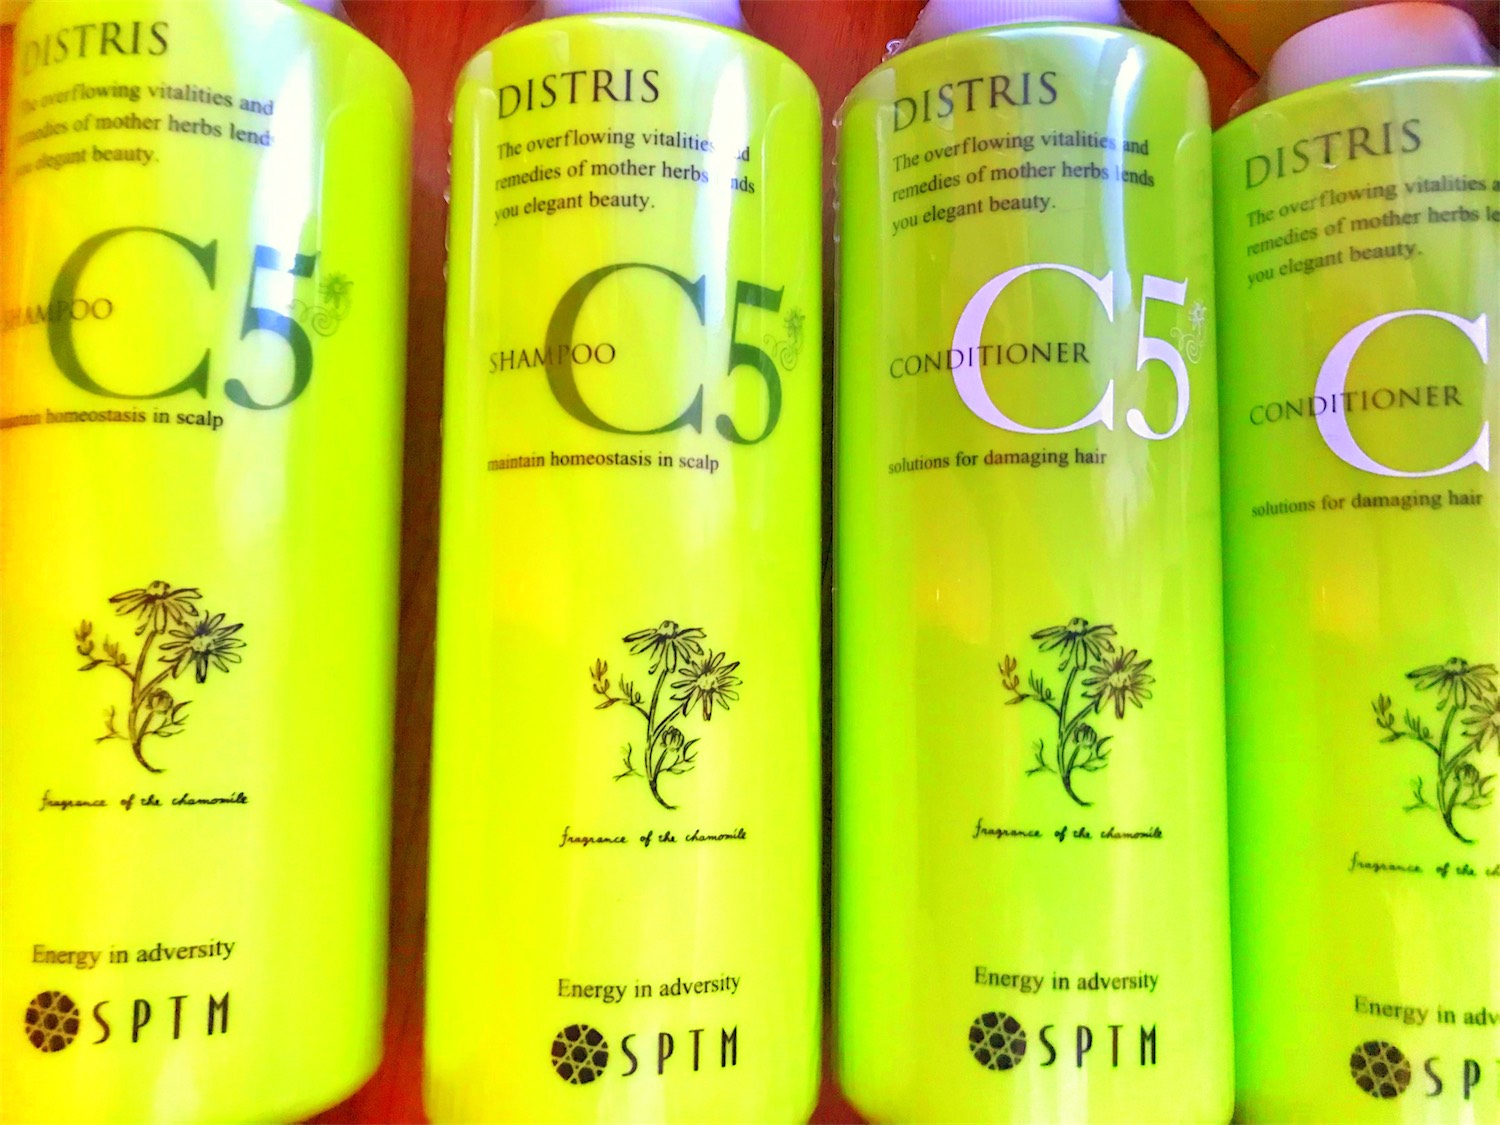 DISTRIS
The overflowing vitalities and
remedies of mother herbs lends
you elegant beauty.
C5
SHAMPOO
maintain homeostasis in scalp
fragrance of the chamomile
Energy in adversity
SPTM
DISTRIS
The overflowing vitalities and
remedies of mother herbs lends
you elegant beauty.
C5
SHAMPOO
maintain homeostasis in scalp
fragrance of the chamomile
Energy in adversity
SPTM
DISTRIS
The overflowing vitalities and
remedies of mother herbs lends
you elegant beauty.
C5
CONDITIONER
solutions for damaging hair
fragrance of the chamomile
Energy in adversity
SPTM
DISTRIS
The overflowing vitalities
remedies of mother herbs
you elegant beauty.
C
CONDITIONER
solutions for damaging hair
fragrance of the
Energy in
SP